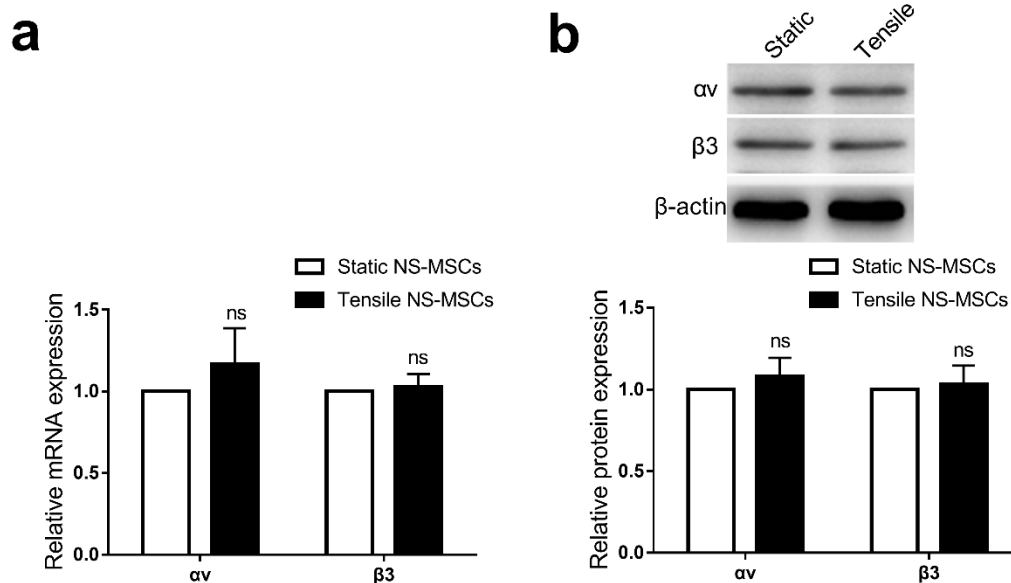 a
Static NS-MSCs
Tensile NS-MSCs
Relative mRNA expression
1.5
1.0
0.5
0.0
ns
ns
αv
β3
b
Static
Tensile
αv
β3
β-actin
Static NS-MSCs
Tensile NS-MSCs
Relative protein expression
1.5
1.0
0.5
0.0
ns
ns
αv
β3